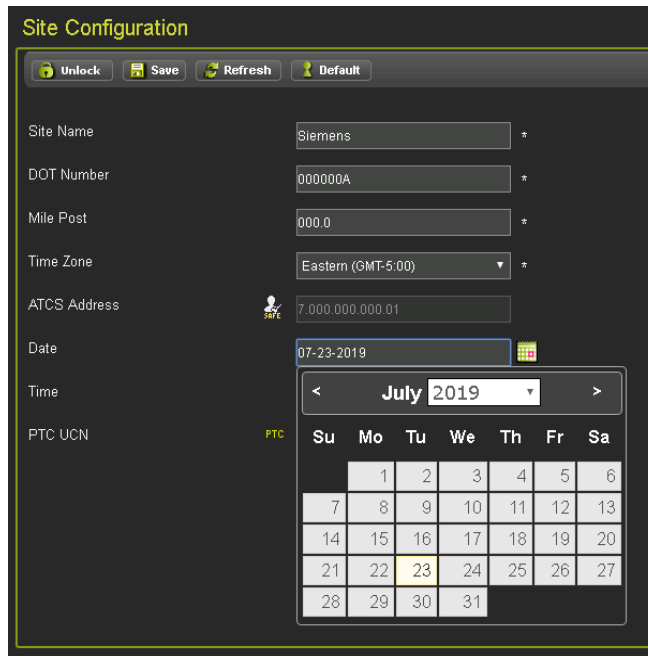 Site Configuration
Unlock Save Refresh Default
Site Name Siemens *
DOT Number 000000A *
Mile Post 000.0 *
Time Zone Eastern (GMT-5:00) *
ATCS Address SAFE 7.000.000.000.01
Date 07-23-2019
Time < July 2019 >
PTC UCN PTC Su Mo Tu We Th Fr Sa
1 2 3 4 5 6
7 8 9 10 11 12 13
14 15 16 17 18 19 20
21 22 23 24 25 26 27
28 29 30 31